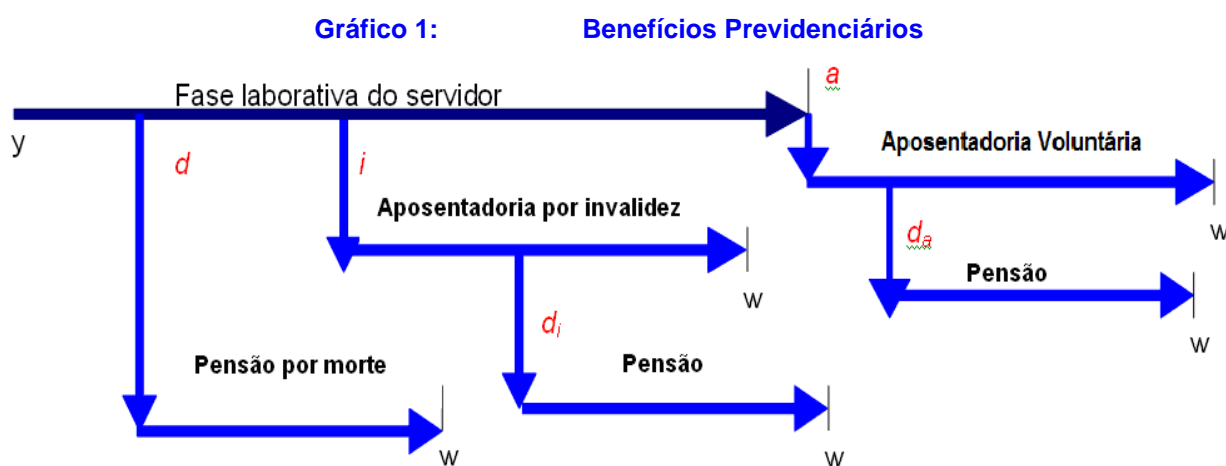 Gráfico 1: Benefícios Previdenciários
Fase laborativa do servidor
a
y
d
i
Aposentadoria Voluntária
Aposentadoria por invalidez
w
da
Pensão
w
w
di
Pensão por morte
Pensão
w
w